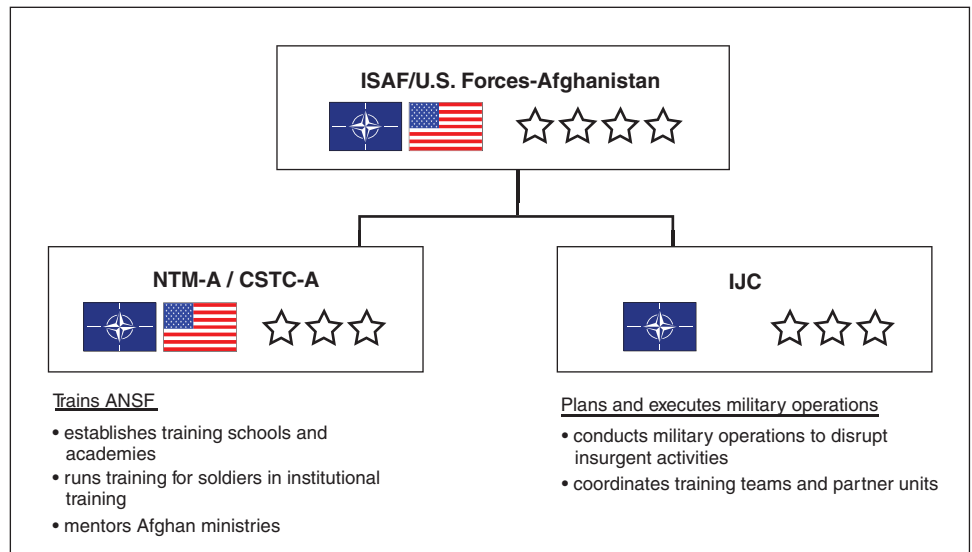 ISAF/U.S. Forces-Afghanistan
NTM-A / CSTC-A
Trains ANSF
• establishes training schools and
academies
• runs training for soldiers in institutional
training
• mentors Afghan ministries
IJC
Plans and executes military operations
• conducts military operations to disrupt
insurgent activities
• coordinates training teams and partner units